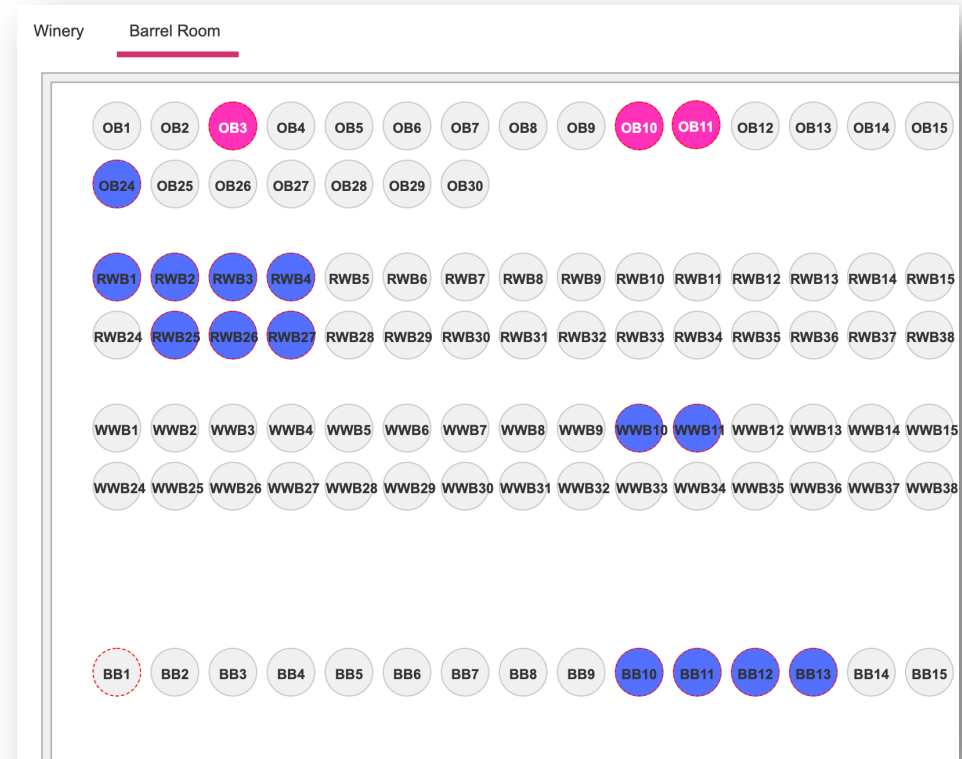 Winery Barrel Room
OB1 OB2 OB3 OB4 OB5 OB6 OB7 OB8 OB9 OB10 OB11 OB12 OB13 OB14 OB15
OB24 OB25 OB26 OB27 OB28 OB29 OB30
RWB1 RWB2 RWB3 RWB4 RWB5 RWB6 RWB7 RWB8 RWB9 RWB10 RWB11 RWB12 RWB13 RWB14 RWB15
RWB24 RWB25 RWB26 RWB27 RWB28 RWB29 RWB30 RWB31 RWB32 RWB33 RWB34 RWB35 RWB36 RWB37 RWB38
WWB1 WWB2 WWB3 WWB4 WWB5 WWB6 WWB7 WWB8 WWB9 WWB10 WWB11 WWB12 WWB13 WWB14 WWB15
WWB24 WWB25 WWB26 WWB27 WWB28 WWB29 WWB30 WWB31 WWB32 WWB33 WWB34 WWB35 WWB36 WWB37 WWB38
BB1 BB2 BB3 BB4 BB5 BB6 BB7 BB8 BB9 BB10 BB11 BB12 BB13 BB14 BB15